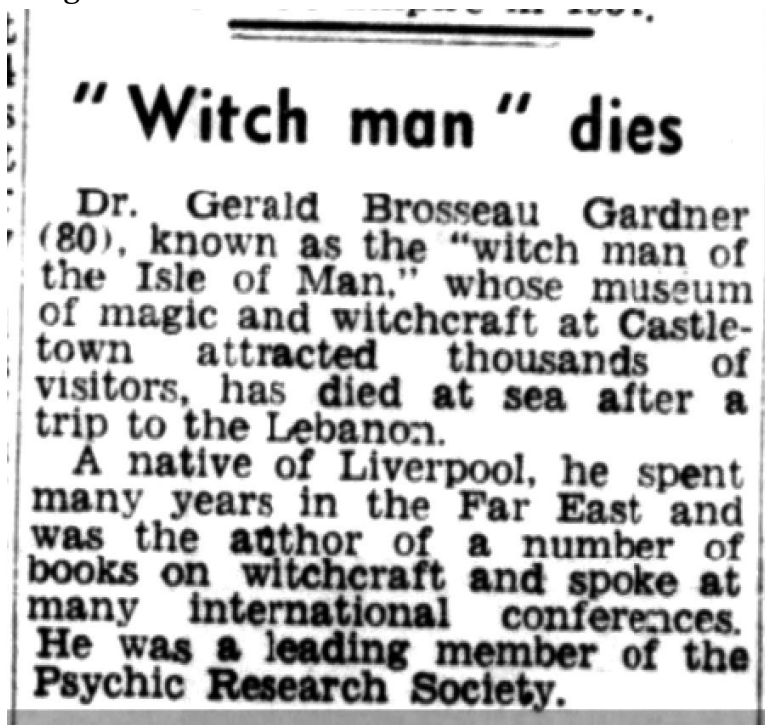 "Witch man" dies
Dr. Gerald Brosseau Gardner
(80), known as the "witch man of
the Isle of Man," whose museum
of magic and witchcraft at Castle-
town attracted thousands of
visitors, has died at sea after a
trip to the Lebanon.
A native of Liverpool, he spent
many years in the Far East and
was the author of a number of
books on witchcraft and spoke at
many international conferences.
He was a leading member of the
Psychic Research Society.